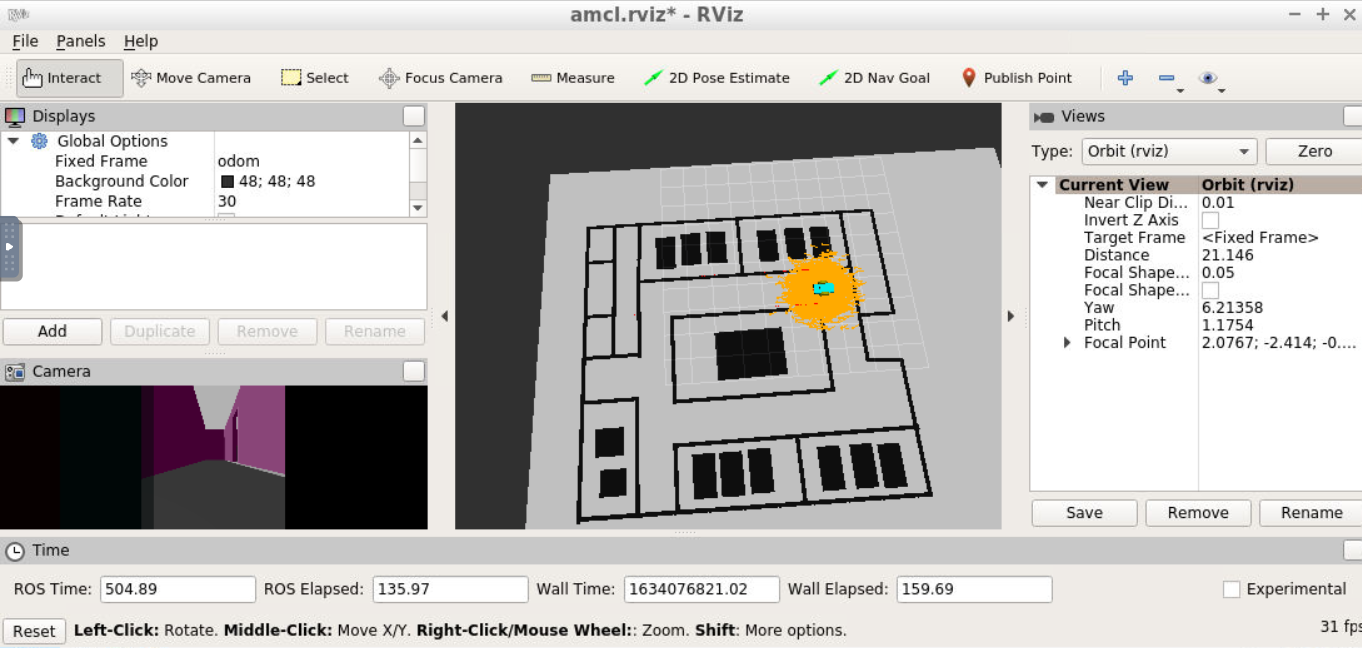 amcl.rviz* - RViz
File Panels Help
Interact Move Camera Select Focus Camera Measure 2D Pose Estimate 2D Nav Goal Publish Point
Displays
Global Options
Fixed Frame odom
Background Color 48; 48; 48
Frame Rate 30
Add Duplicate Remove Rename
Camera
Views
Type: Orbit (rviz) Zero
Current View Orbit (rviz)
Near Clip Di... 0.01
Invert Z Axis
Target Frame <Fixed Frame>
Distance 21.146
Focal Shape... 0.05
Focal Shape...
Yaw 6.21358
Pitch 1.1754
Focal Point 2.0767; -2.414; -0....
Save Remove Rename
Time
ROS Time: 504.89 ROS Elapsed: 135.97 Wall Time: 1634076821.02 Wall Elapsed: 159.69 Experimental
Reset Left-Click: Rotate. Middle-Click: Move X/Y. Right-Click/Mouse Wheel:: Zoom. Shift: More options. 31 fps